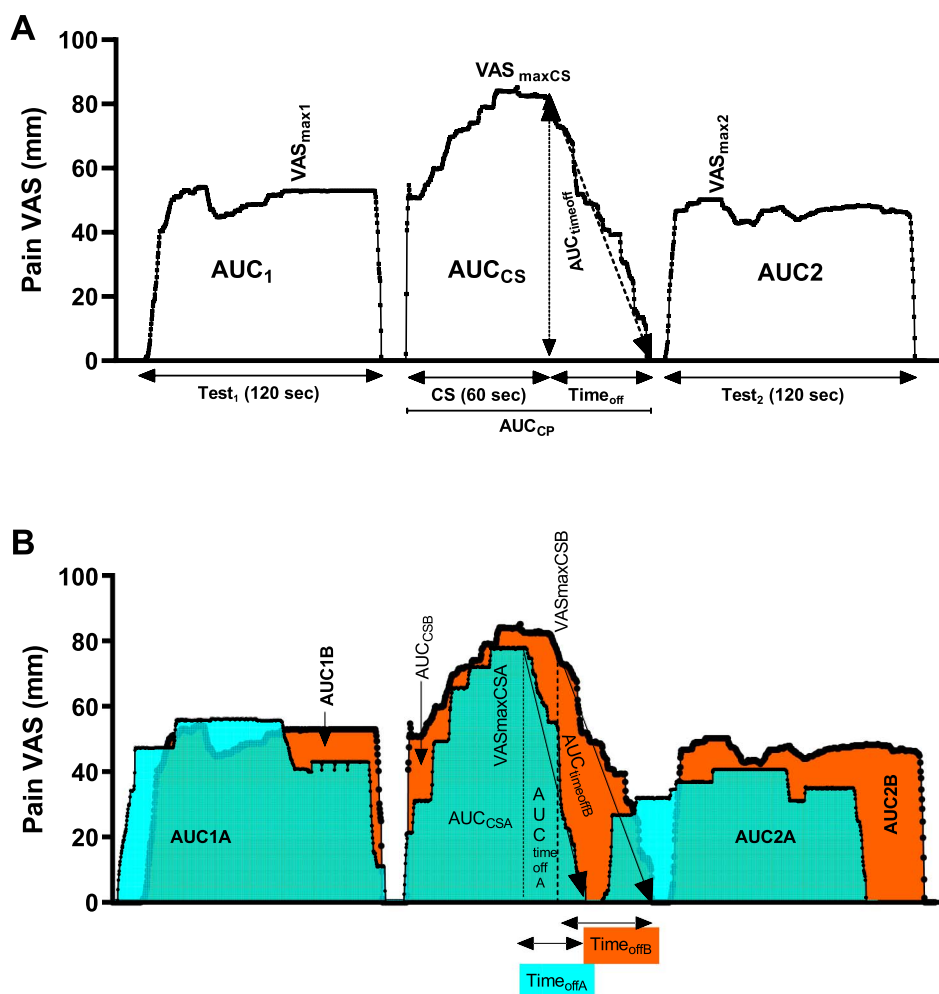 A
Pain VAS (mm)
100
80
60
40
20
0
VASmax1
AUC1
VAS maxCS
AUCCS
AUCtimeoff
VASmax2
AUC2
Test1 (120 sec)
CS (60 sec)
Timeoff
Test2 (120 sec)
AUCCP
B
Pain VAS (mm)
100
80
60
40
20
0
AUC1B
AUC1A
AUCCSB
AUCCSA
VASmaxCSA
VASmaxCSB
A
U
C
time
off
A
AUCtimeoffB
AUC2A
AUC2B
TimeoffB
TimeoffA